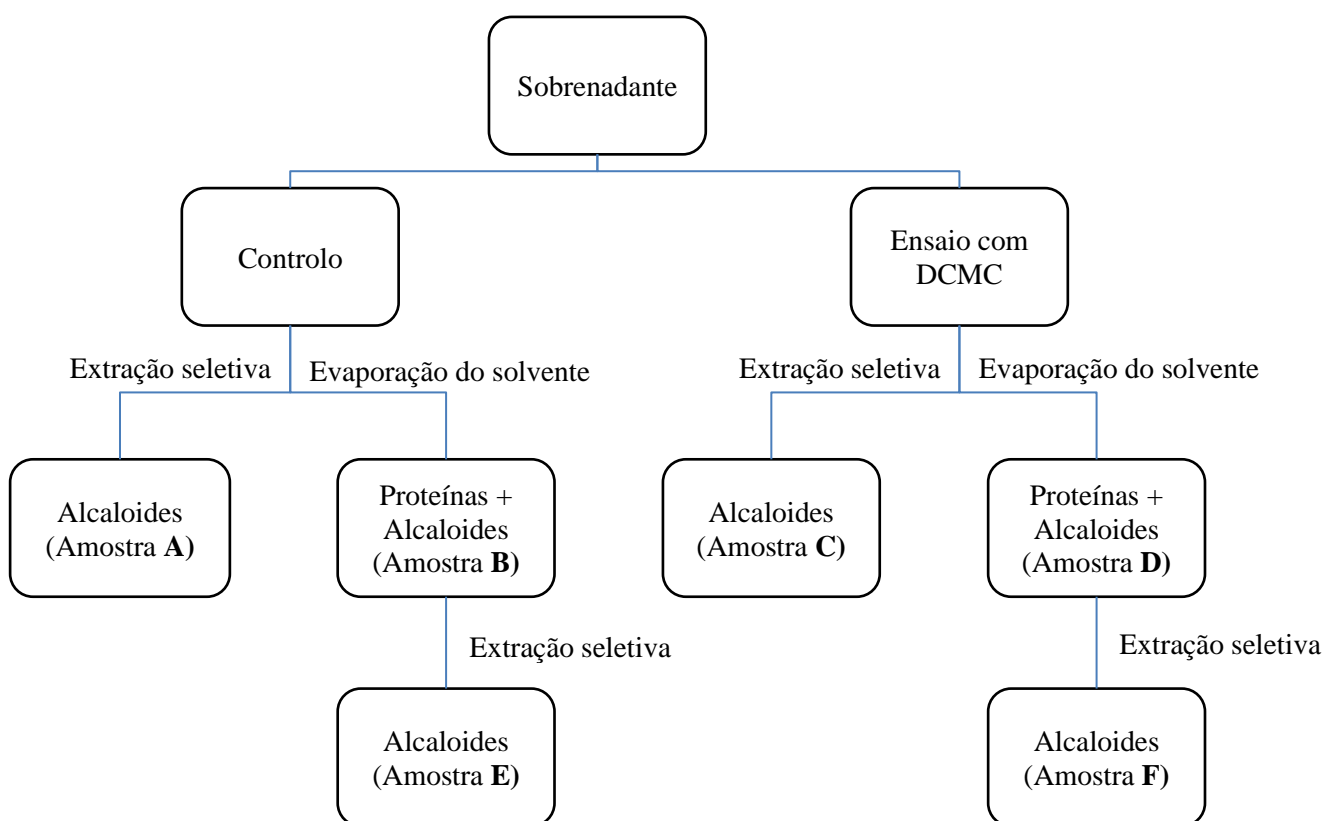 Sobrenadante
Controlo
Ensaio com
DCMC
Extração seletiva
Evaporação do solvente
Extração seletiva
Evaporação do solvente
Alcaloides
(Amostra A)
Proteínas +
Alcaloides
(Amostra B)
Alcaloides
(Amostra C)
Proteínas +
Alcaloides
(Amostra D)
Extração seletiva
Extração seletiva
Alcaloides
(Amostra E)
Alcaloides
(Amostra F)